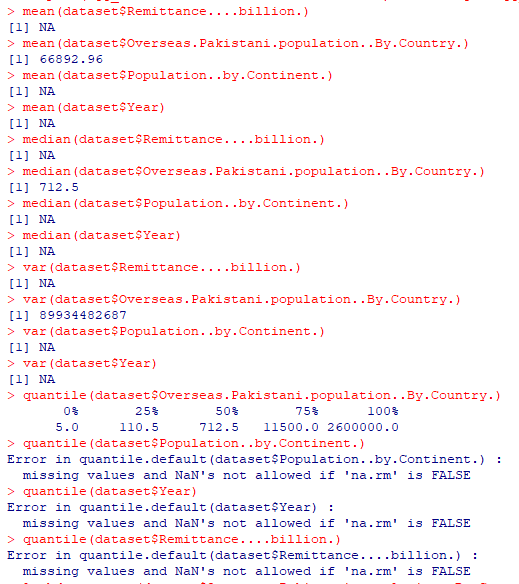 > mean(dataset$Remittance....billion.)
[1] NA
> mean(dataset$Overseas.Pakistani.population..By.Country.)
[1] 66892.96
> mean(dataset$Population..by.Continent.)
[1] NA
> mean(dataset$Year)
[1] NA
> median(dataset$Remittance....billion.)
[1] NA
> median(dataset$Overseas.Pakistani.population..By.Country.)
[1] 712.5
> median(dataset$Population..by.Continent.)
[1] NA
> median(dataset$Year)
[1] NA
> var(dataset$Remittance....billion.)
[1] NA
> var(dataset$Overseas.Pakistani.population..By.Country.)
[1] 89934482687
> var(dataset$Population..by.Continent.)
[1] NA
> var(dataset$Year)
[1] NA
> quantile(dataset$Overseas.Pakistani.population..By.Country.)
0% 25% 50% 75% 100%
5.0 110.5 712.5 11500.0 2600000.0
> quantile(dataset$Population..by.Continent.)
Error in quantile.default(dataset$Population..by.Continent.) :
missing values and NaN's not allowed if 'na.rm' is FALSE
> quantile(dataset$Year)
Error in quantile.default(dataset$Year) :
missing values and NaN's not allowed if 'na.rm' is FALSE
> quantile(dataset$Remittance....billion.)
Error in quantile.default(dataset$Remittance....billion.) :
missing values and NaN's not allowed if 'na.rm' is FALSE